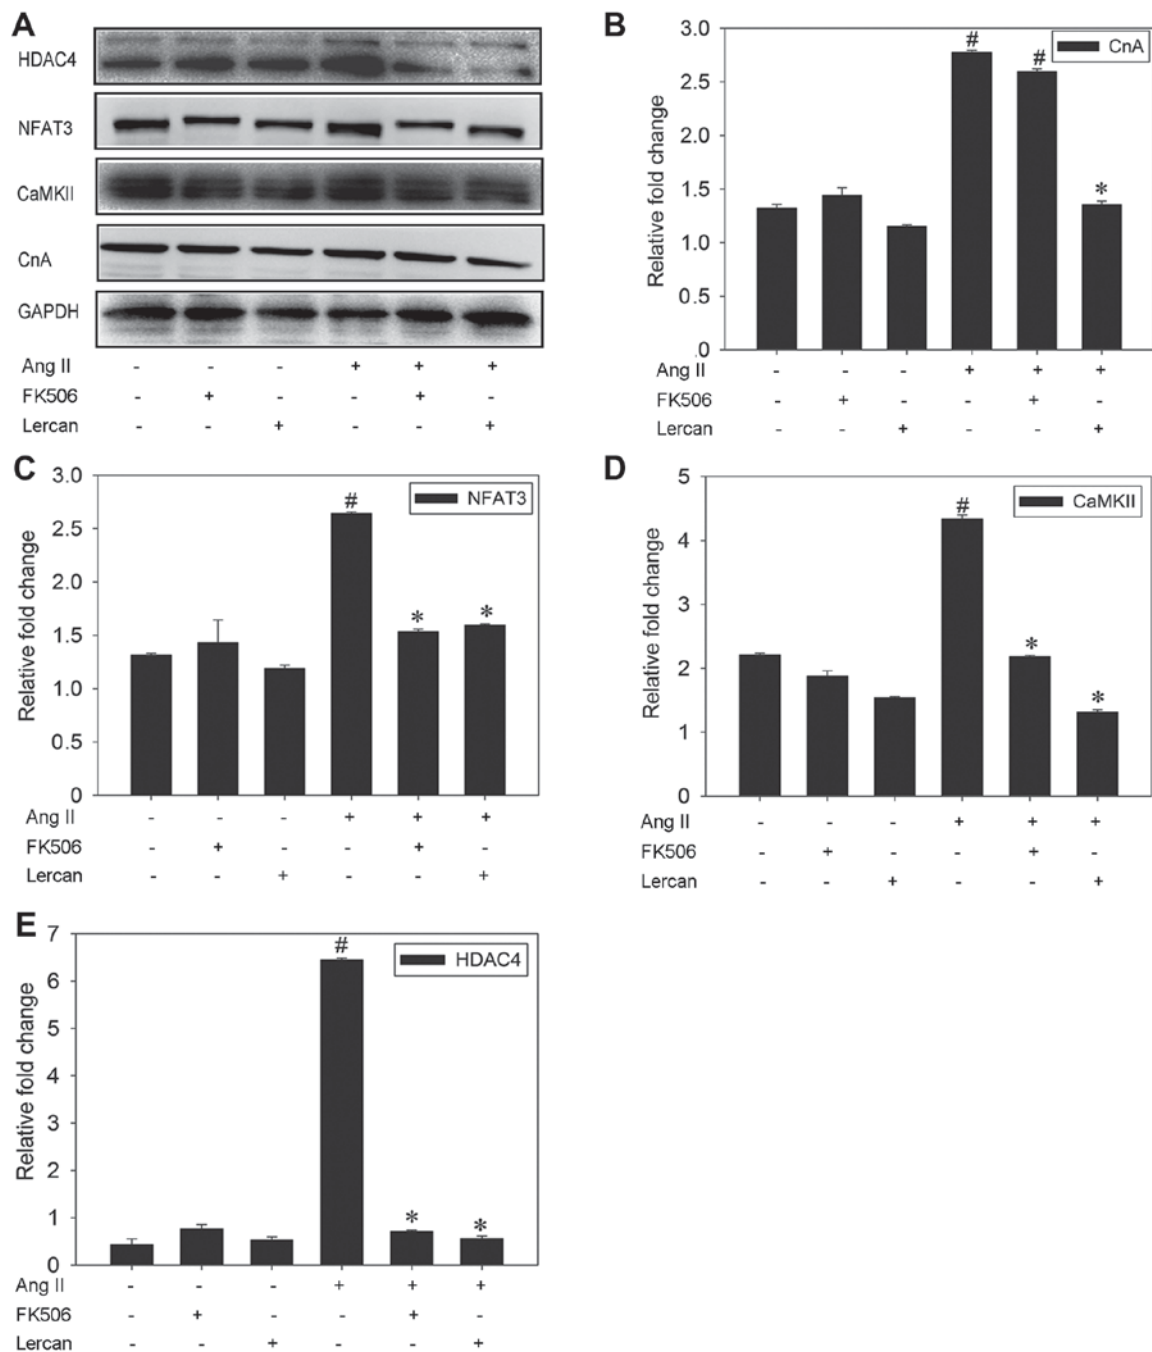 A
HDAC4
NFAT3
CaMKII
CnA
GAPDH
Ang II - - - + + +
FK506 - + - - + -
Lercan - - + - - +
B
Relative fold change
3.0
2.5
2.0
1.5
1.0
0.5
.0
CnA
# # *
Ang II - - - + + +
FK506 - + - - + -
Lercan - - + - - +
C
Relative fold change
3.0
2.5
2.0
1.5
1.0
0.5
0
NFAT3
# * *
Ang II - - - + + +
FK506 - + - - + -
Lercan - - + - - +
D
Relative fold change
5
4
3
2
1
0
CaMKII
# * *
Ang II - - - + + +
FK506 - + - - + -
Lercan - - + - - +
E
Relative fold change
7
6
5
4
3
2
1
0
HDAC4
# * *
Ang II - - - + + +
FK506 - + - - + -
Lercan - - + - - +